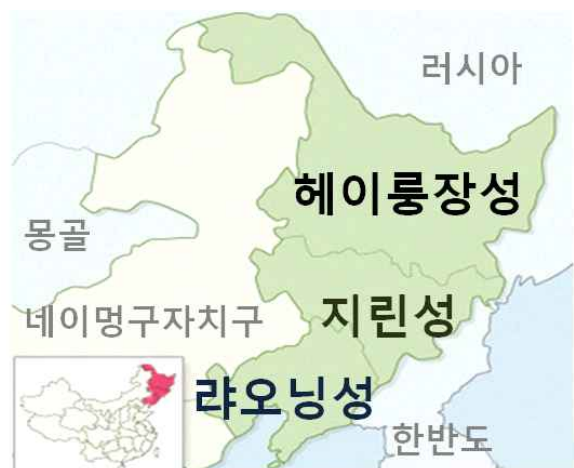 러시아
헤이룽장성
몽골
네이멍구자치구
지린성
랴오닝성
한반도